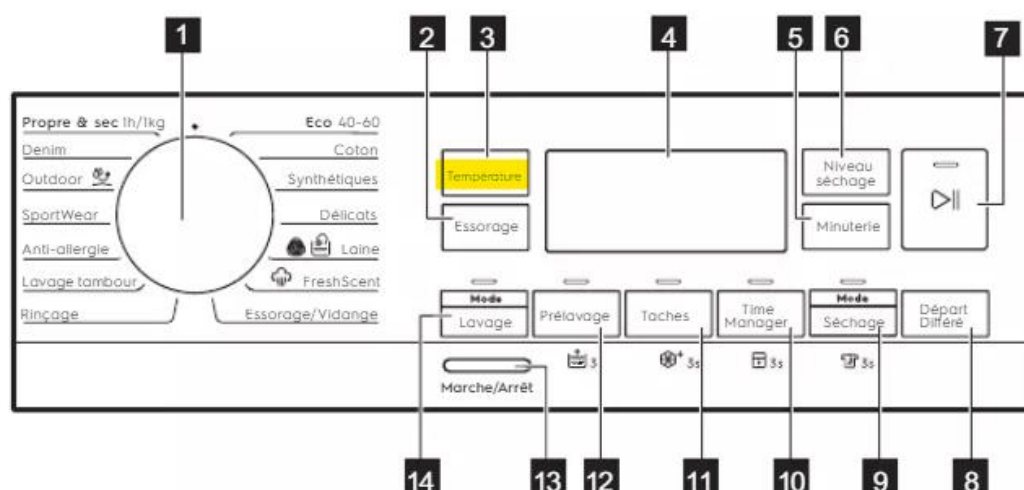 1
2
3
4
5
6
7
Propre & sec 1h/1kg
Denim
Outdoor
SportWear
Anti-allergie
Lavage tambour
Rinçage
Eco 40-60
Coton
Synthétiques
Délicats
Laine
FreshScent
Essorage/Vidange
Température
Essorage
Niveau
séchage
Minuterie
Mode
Lavage
Prélavage
Taches
Time
Manager
Mode
Séchage
Départ
Différé
Marche/Arrêt
3
3s
3s
3s
14
13
12
11
10
9
8